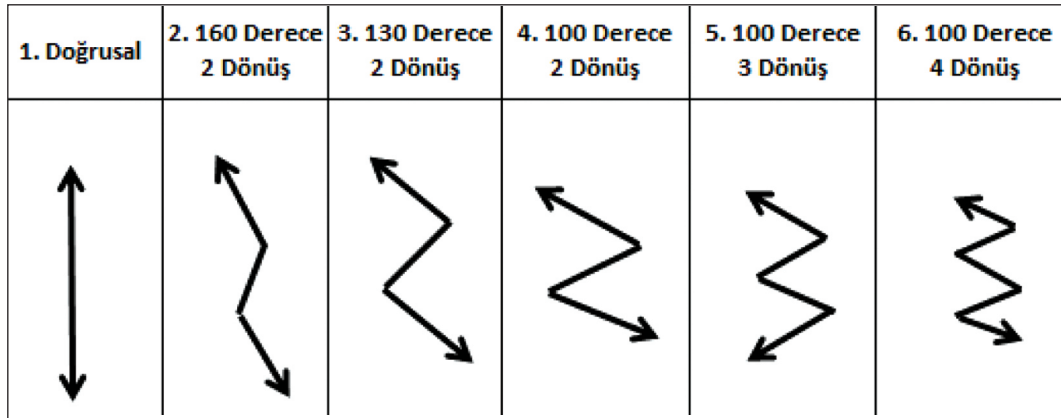 1. Doğrusal
2. 160 Derece
2 Dönüş
3. 130 Derece
2 Dönüş
4. 100 Derece
2 Dönüş
5. 100 Derece
3 Dönüş
6. 100 Derece
4 Dönüş